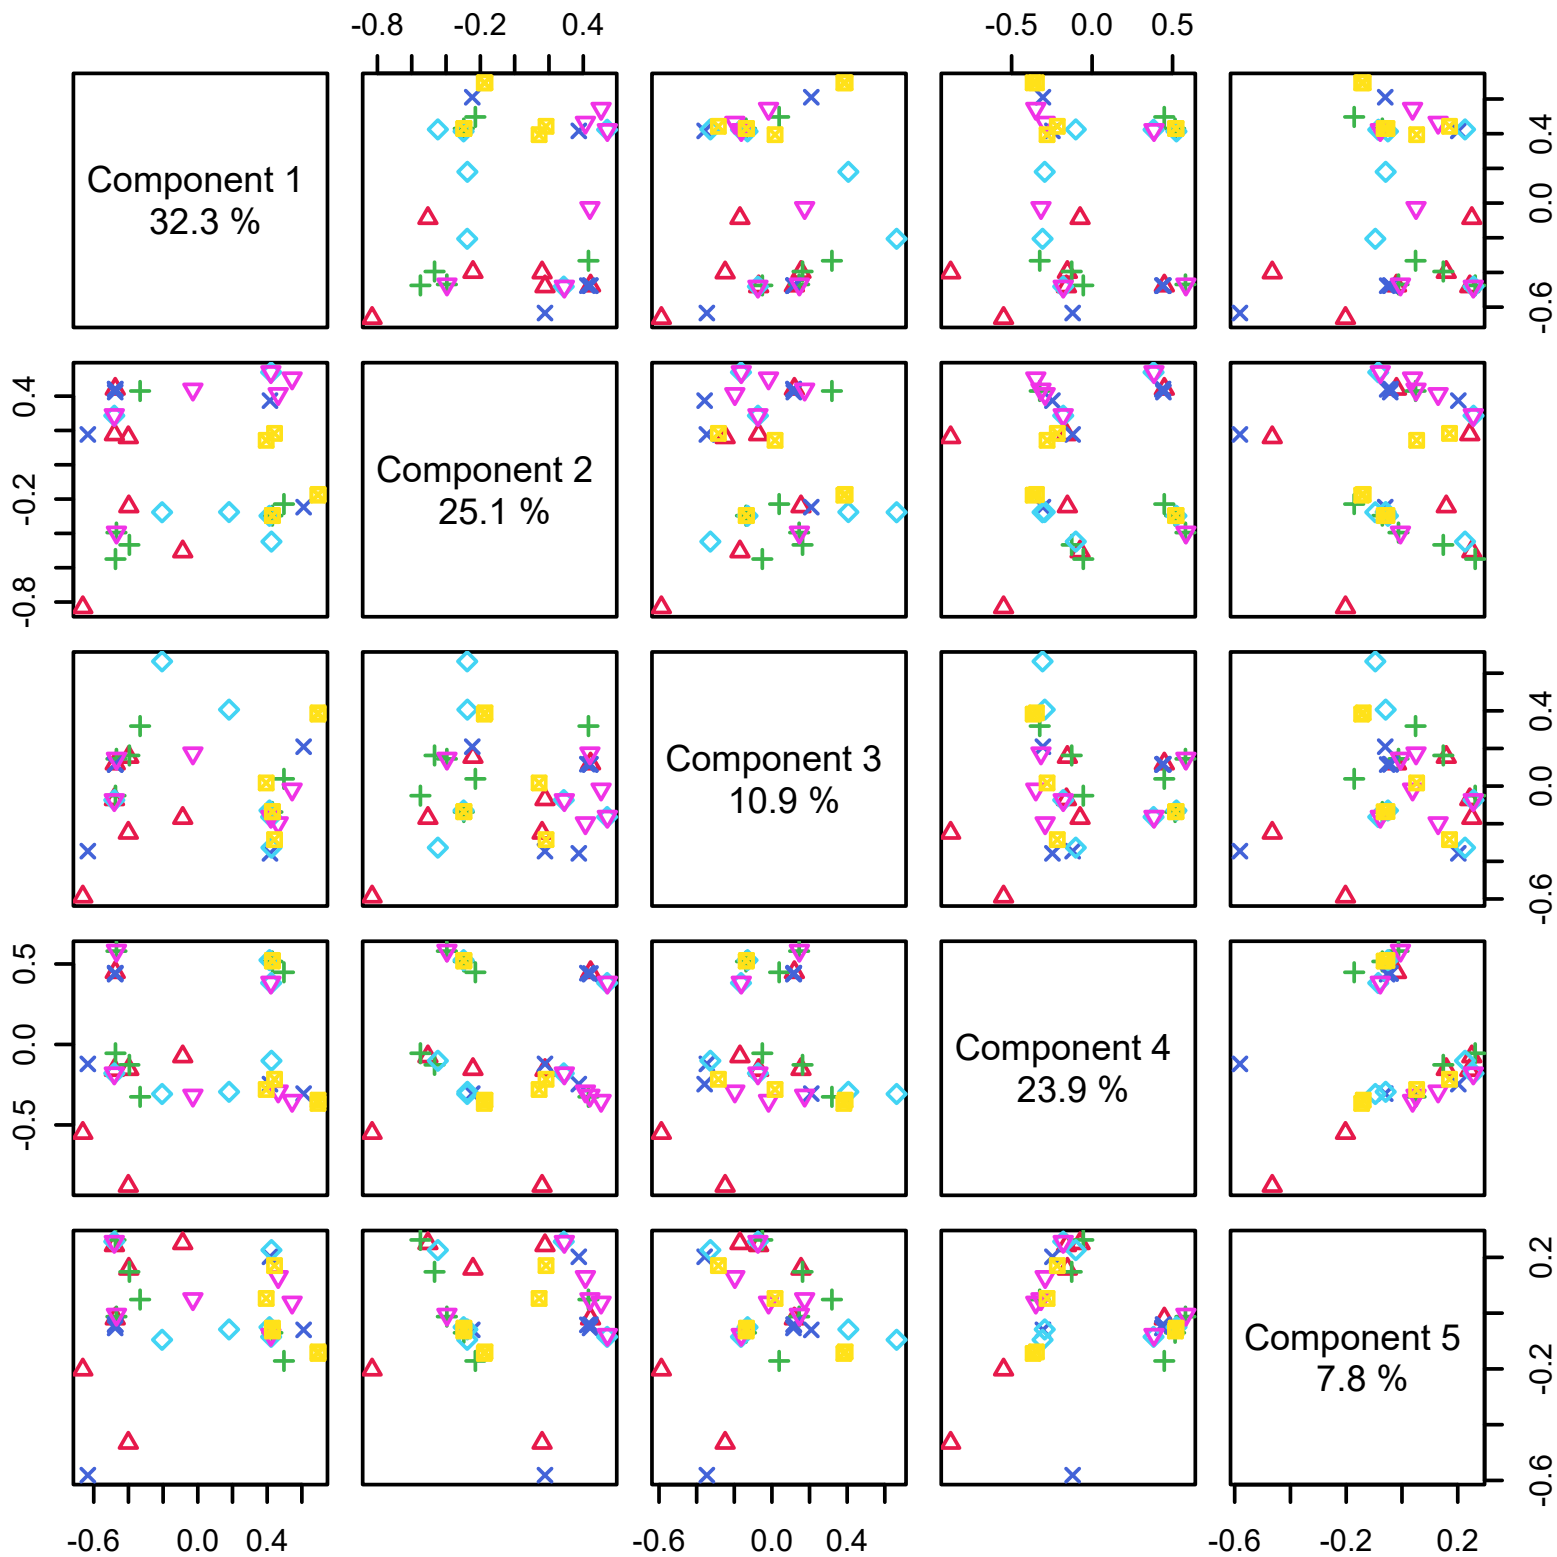 -0.8 -0.2 0.4 -0.5 0.0 0.5
Component 1
32.3 %
-0.6 0.0 0.4
-0.8 -0.2 0.4
Component 2
25.1 %
Component 3
10.9 %
-0.6 0.0 0.4
-0.5 0.0 0.5
Component 4
23.9 %
Component 5
7.8 %
-0.6 -0.2 0.2
-0.6 0.0 0.4 -0.6 0.0 0.4 -0.6 -0.2 0.2